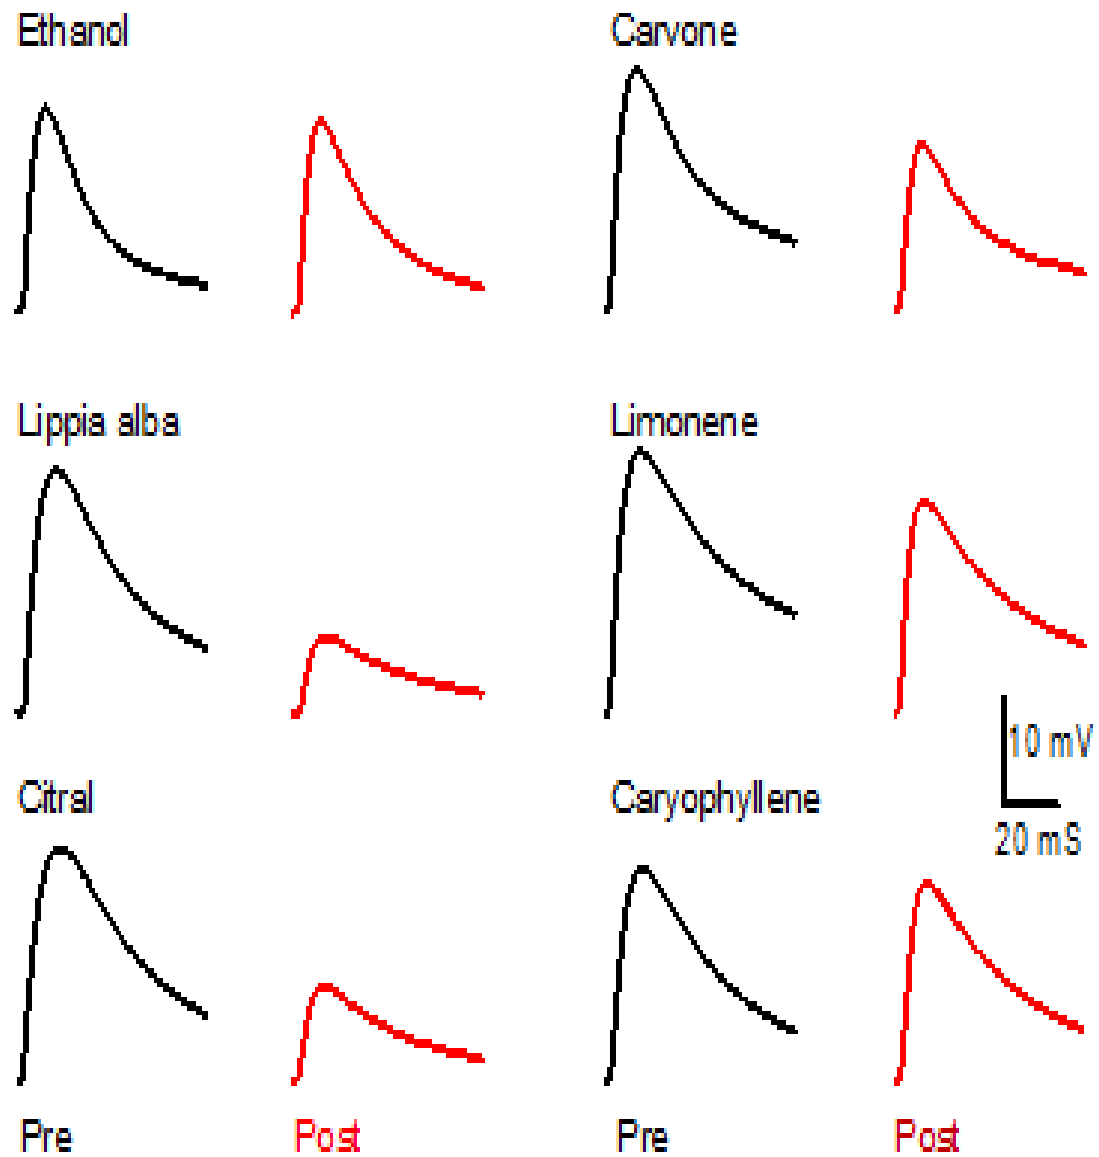 Ethanol
Carvone
Lippia alba
Limonene
10 mV
20 mS
Citral
Caryophyllene
Pre
Post
Pre
Post